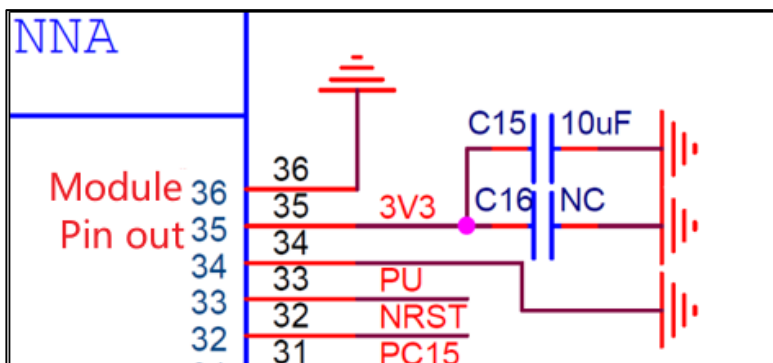 NNA
C15 10uF
Module 36 36
35 3V3 C16 NC
Pin out 35 34
34 33 PU
33 32 NRST
32 31 PC15